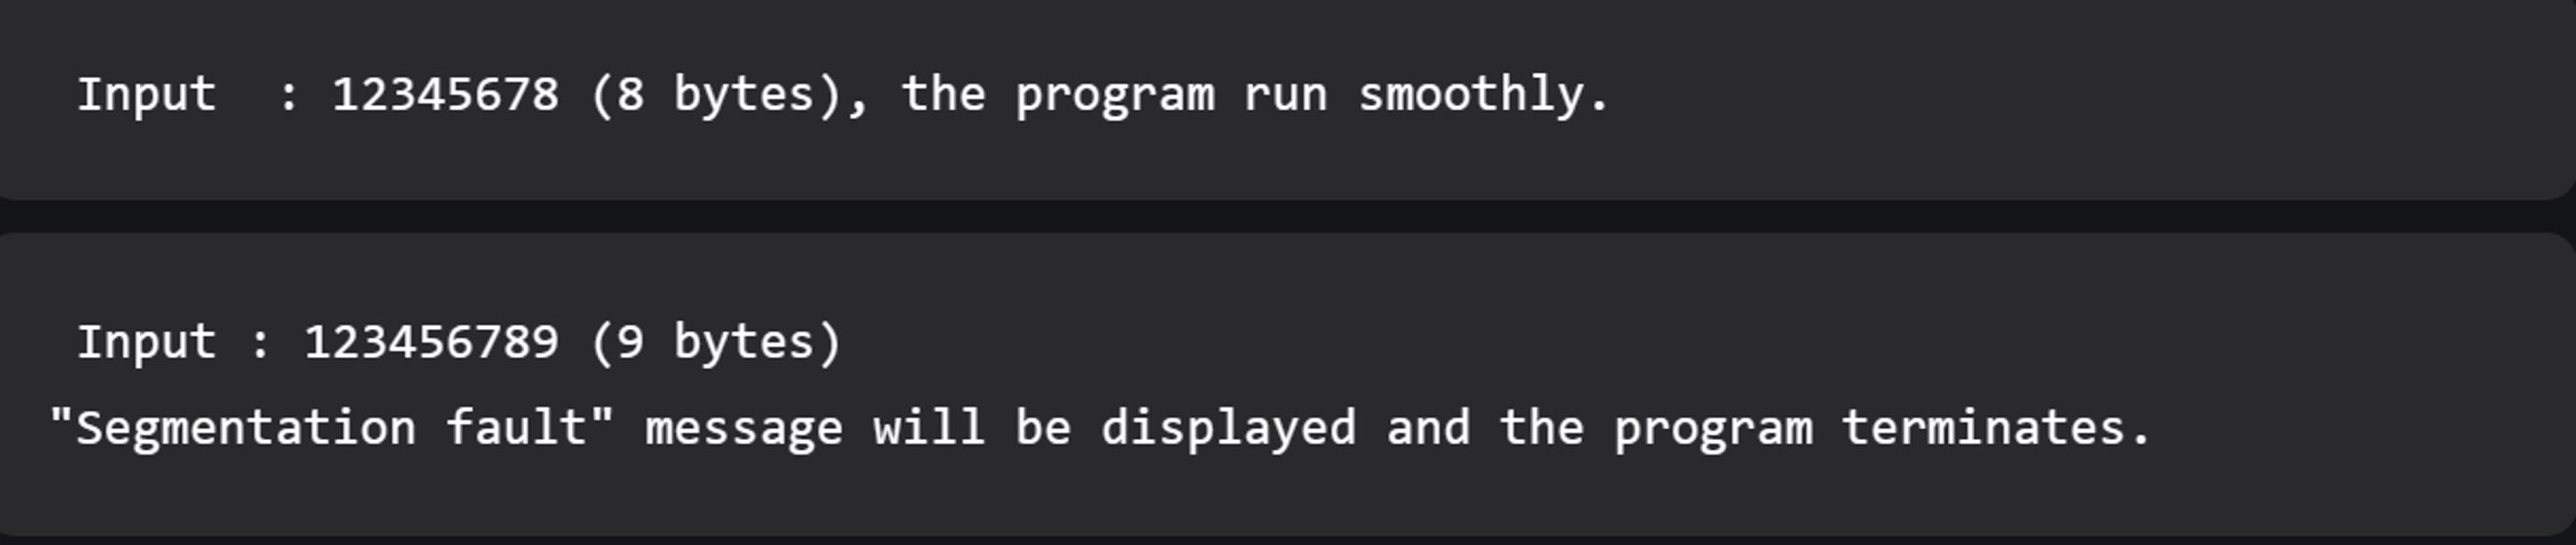 Input  : 12345678 (8 bytes), the program run smoothly.
Input : 123456789 (9 bytes)
"Segmentation fault" message will be displayed and the program terminates.